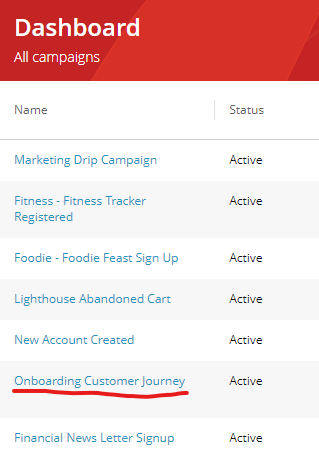 Dashboard
All campaigns
Name Status
Marketing Drip Campaign Active
Fitness - Fitness Tracker Active
Registered
Foodie - Foodie Feast Sign Up Active
Lighthouse Abandoned Cart Active
New Account Created Active
Onboarding Customer Journey Active
Financial News Letter Signup Active